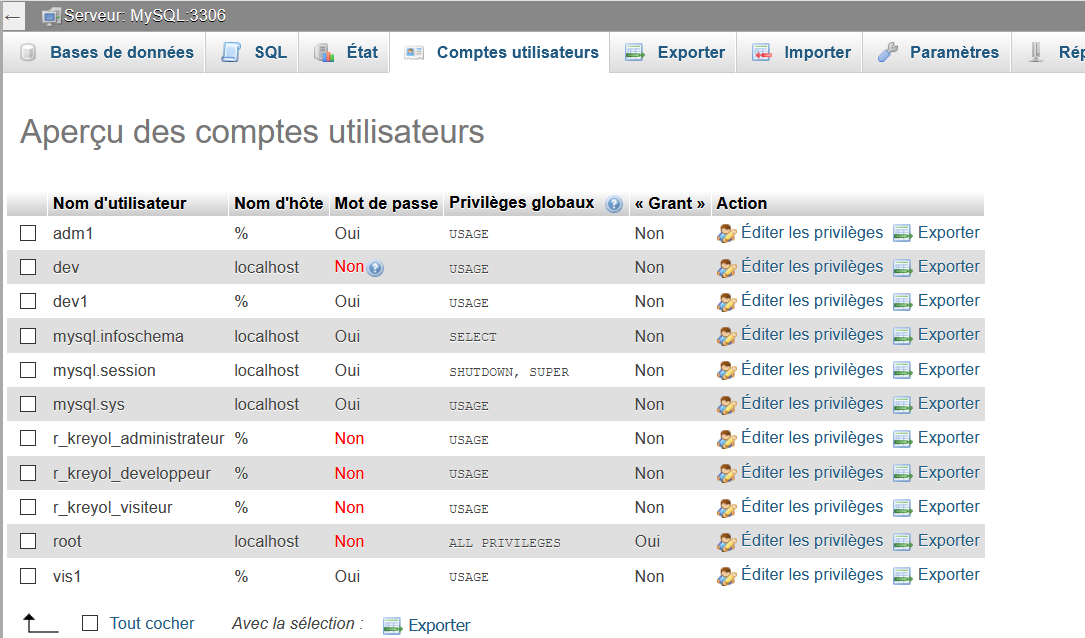 Serveur: MySQL:3306
Bases de données SQL État Comptes utilisateurs Exporter Importer Paramètres Rép
Aperçu des comptes utilisateurs
Nom d'utilisateur Nom d'hôte Mot de passe Privilèges globaux « Grant » Action
adm1 % Oui USAGE Non Éditer les privilèges Exporter
dev localhost Non USAGE Non Éditer les privilèges Exporter
dev1 % Oui USAGE Non Éditer les privilèges Exporter
mysql.infoschema localhost Oui SELECT Non Éditer les privilèges Exporter
mysql.session localhost Oui SHUTDOWN, SUPER Non Éditer les privilèges Exporter
mysql.sys localhost Oui USAGE Non Éditer les privilèges Exporter
r_kreyol_administrateur % Non USAGE Non Éditer les privilèges Exporter
r_kreyol_developpeur % Non USAGE Non Éditer les privilèges Exporter
r_kreyol_visiteur % Non USAGE Non Éditer les privilèges Exporter
root localhost Non ALL PRIVILEGES Oui Éditer les privilèges Exporter
vis1 % Oui USAGE Non Éditer les privilèges Exporter
Tout cocher Avec la sélection : Exporter